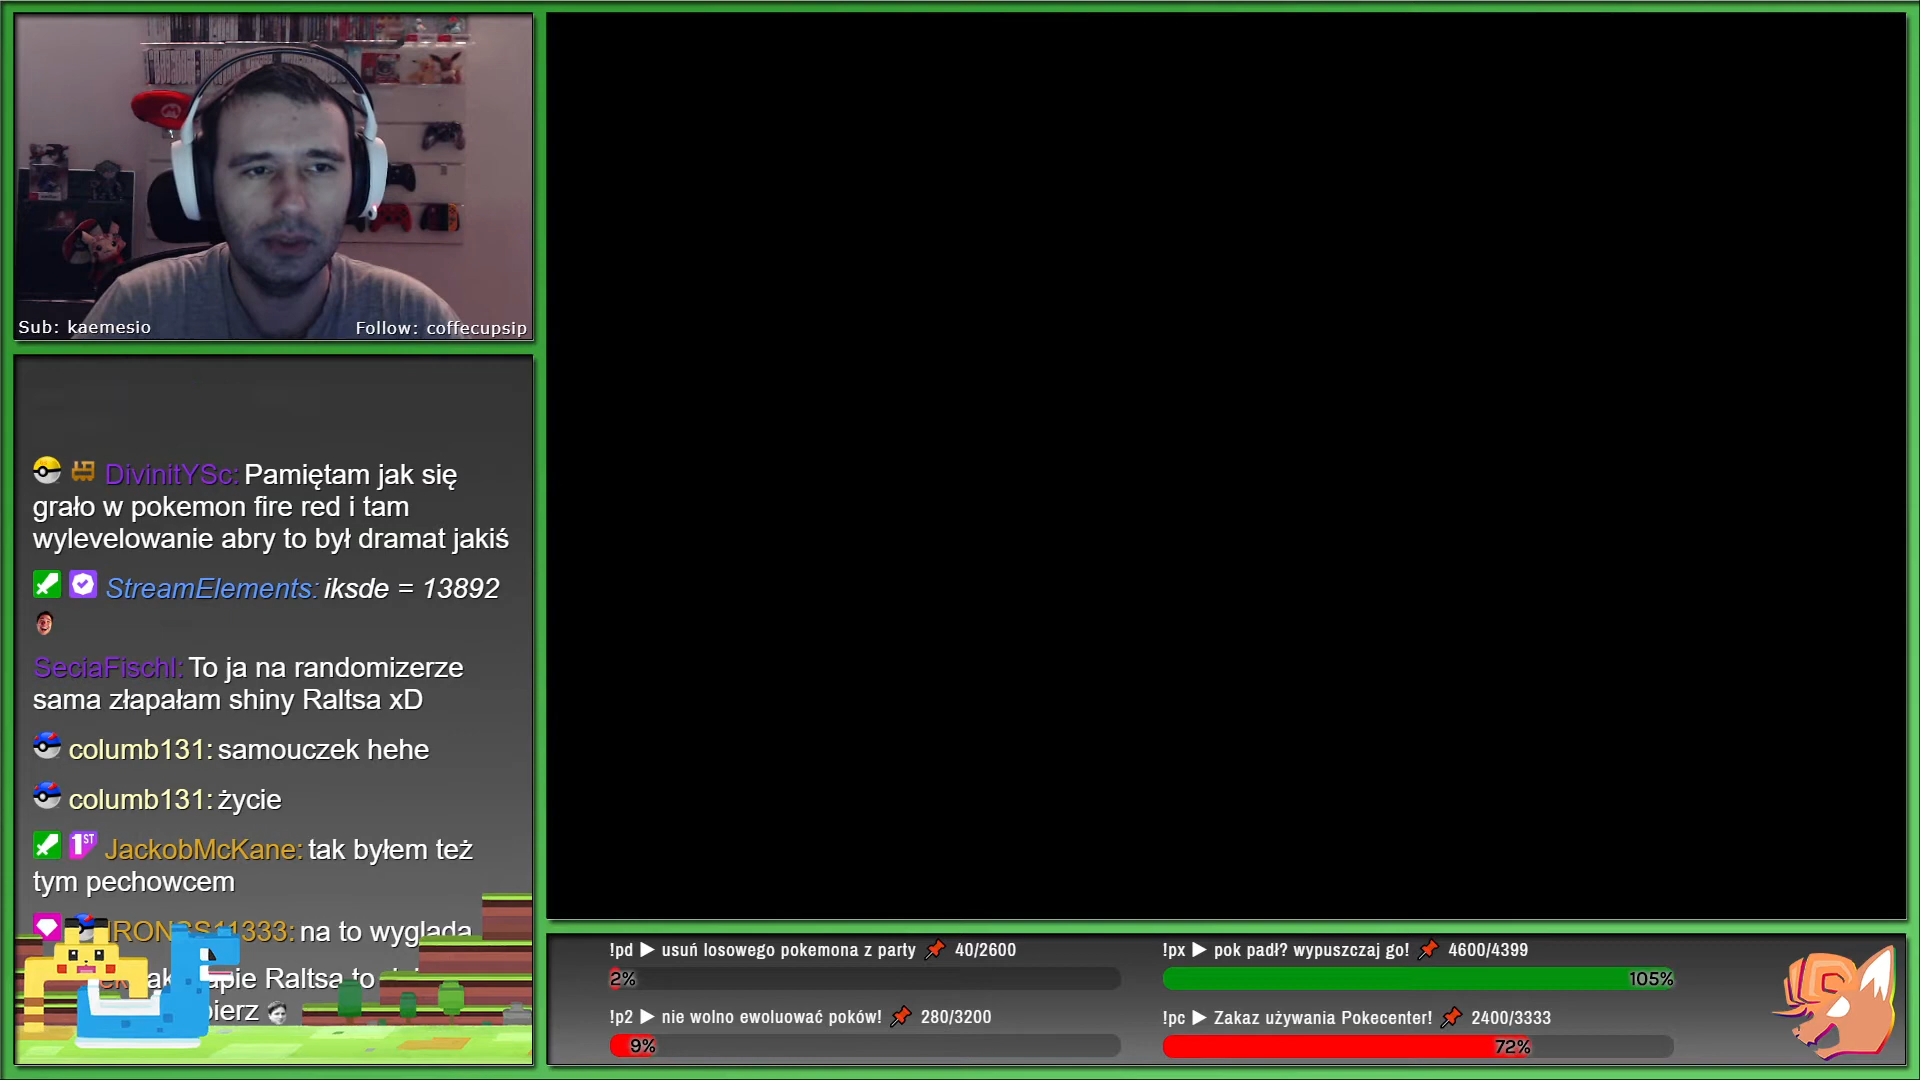 Sub: kaemesio
Follow: coffecupsip
DivinitYSc: Pamiętam jak się
grało w pokemon fire red i tam
wylevelowanie abry to był dramat jakiś
StreamElements: iksde = 13892
SeciaFischl: To ja na randomizerze
sama złapałam shiny Raltsa xD
columb131: samouczek hehe
columb131: życie
1ST JackobMcKane: tak byłem też
tym pechowcem
na to wygląda
Raltsa to
!pd ▶ usuń losowego pokemona z party 📌 40/2600
2%
!p2 ▶ nie wolno ewoluować poków! 📌 280/3200
9%
!px ▶ pok padł? wypuszczaj go! 📌 4600/4399
105%
!pc ▶ Zakaz używania Pokecenter! 📌 2400/3333
72%